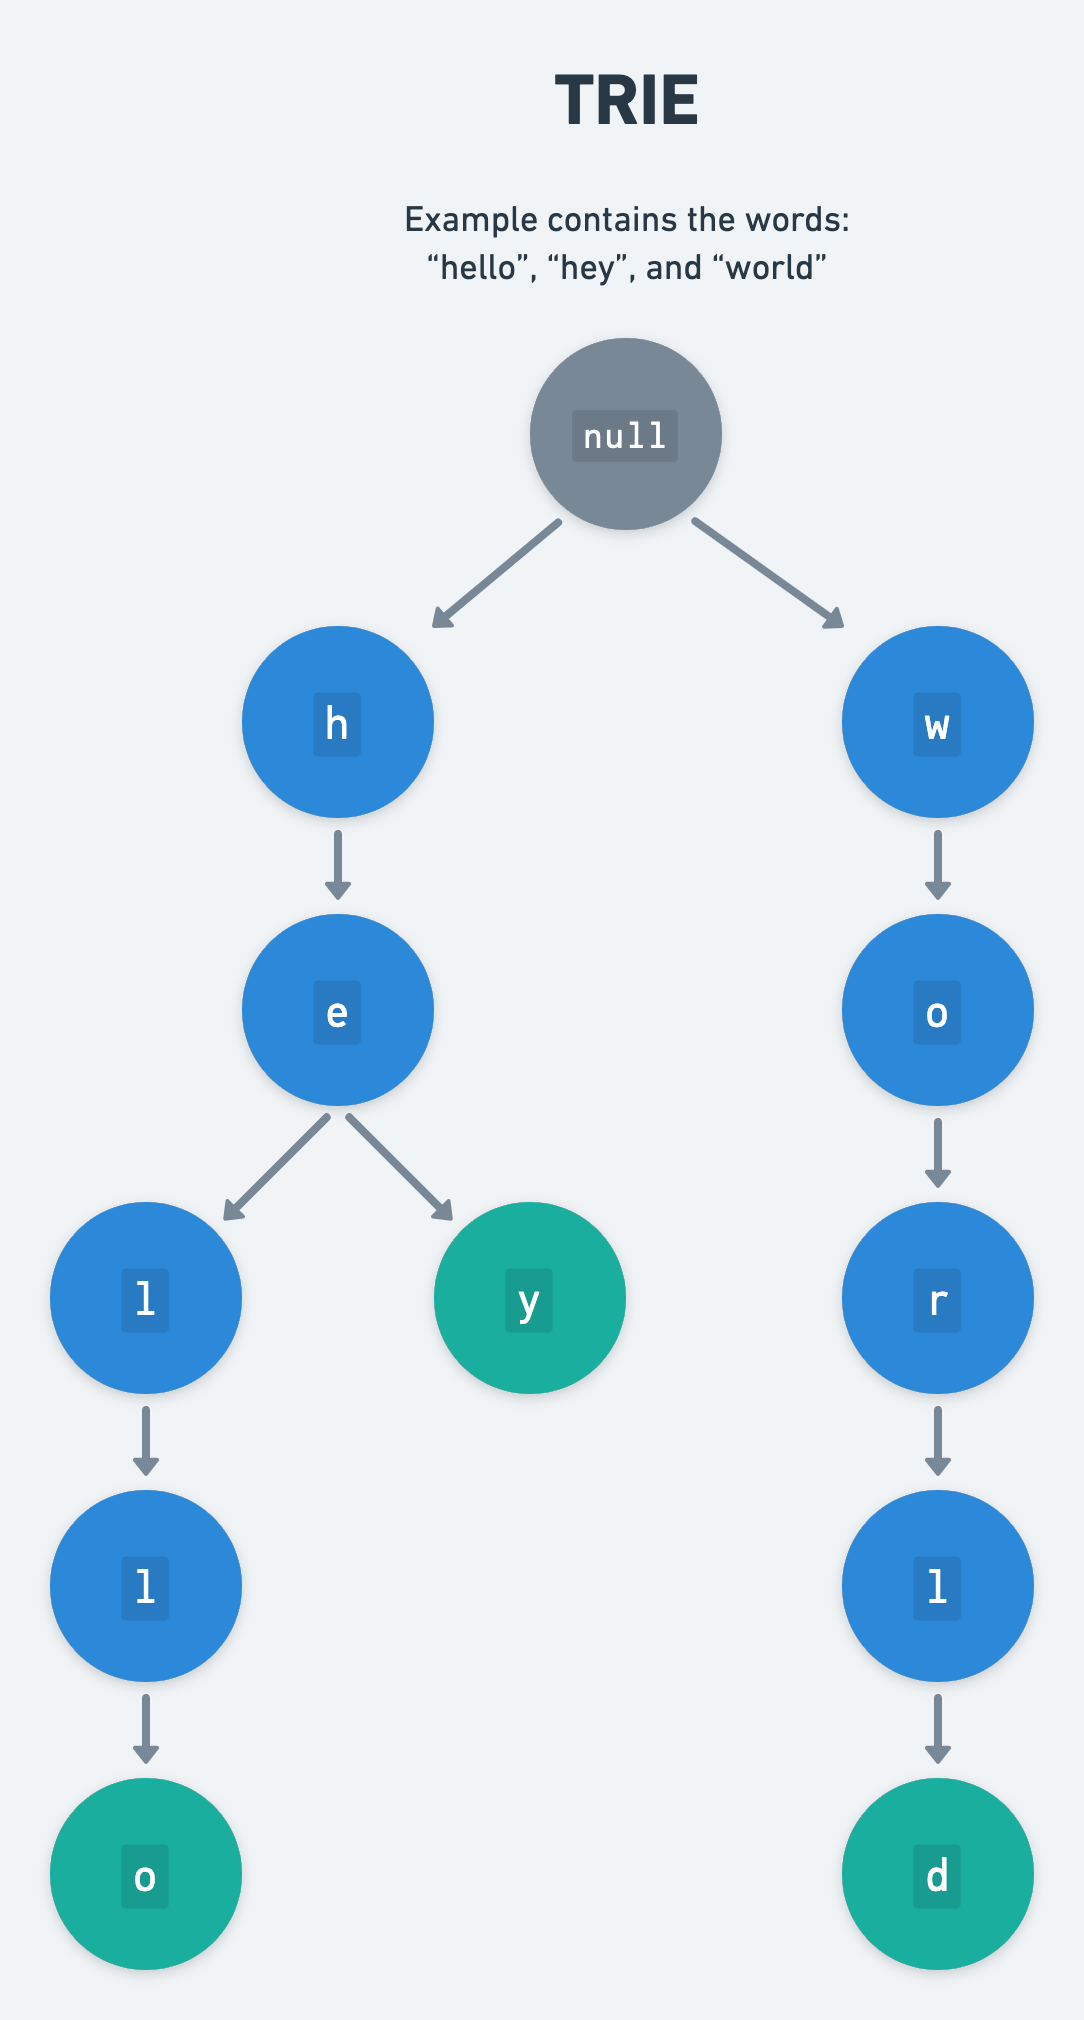 TRIE
Example contains the words:
“hello”, “hey”, and “world”
null
h
w
e
o
l
y
r
l
l
o
d